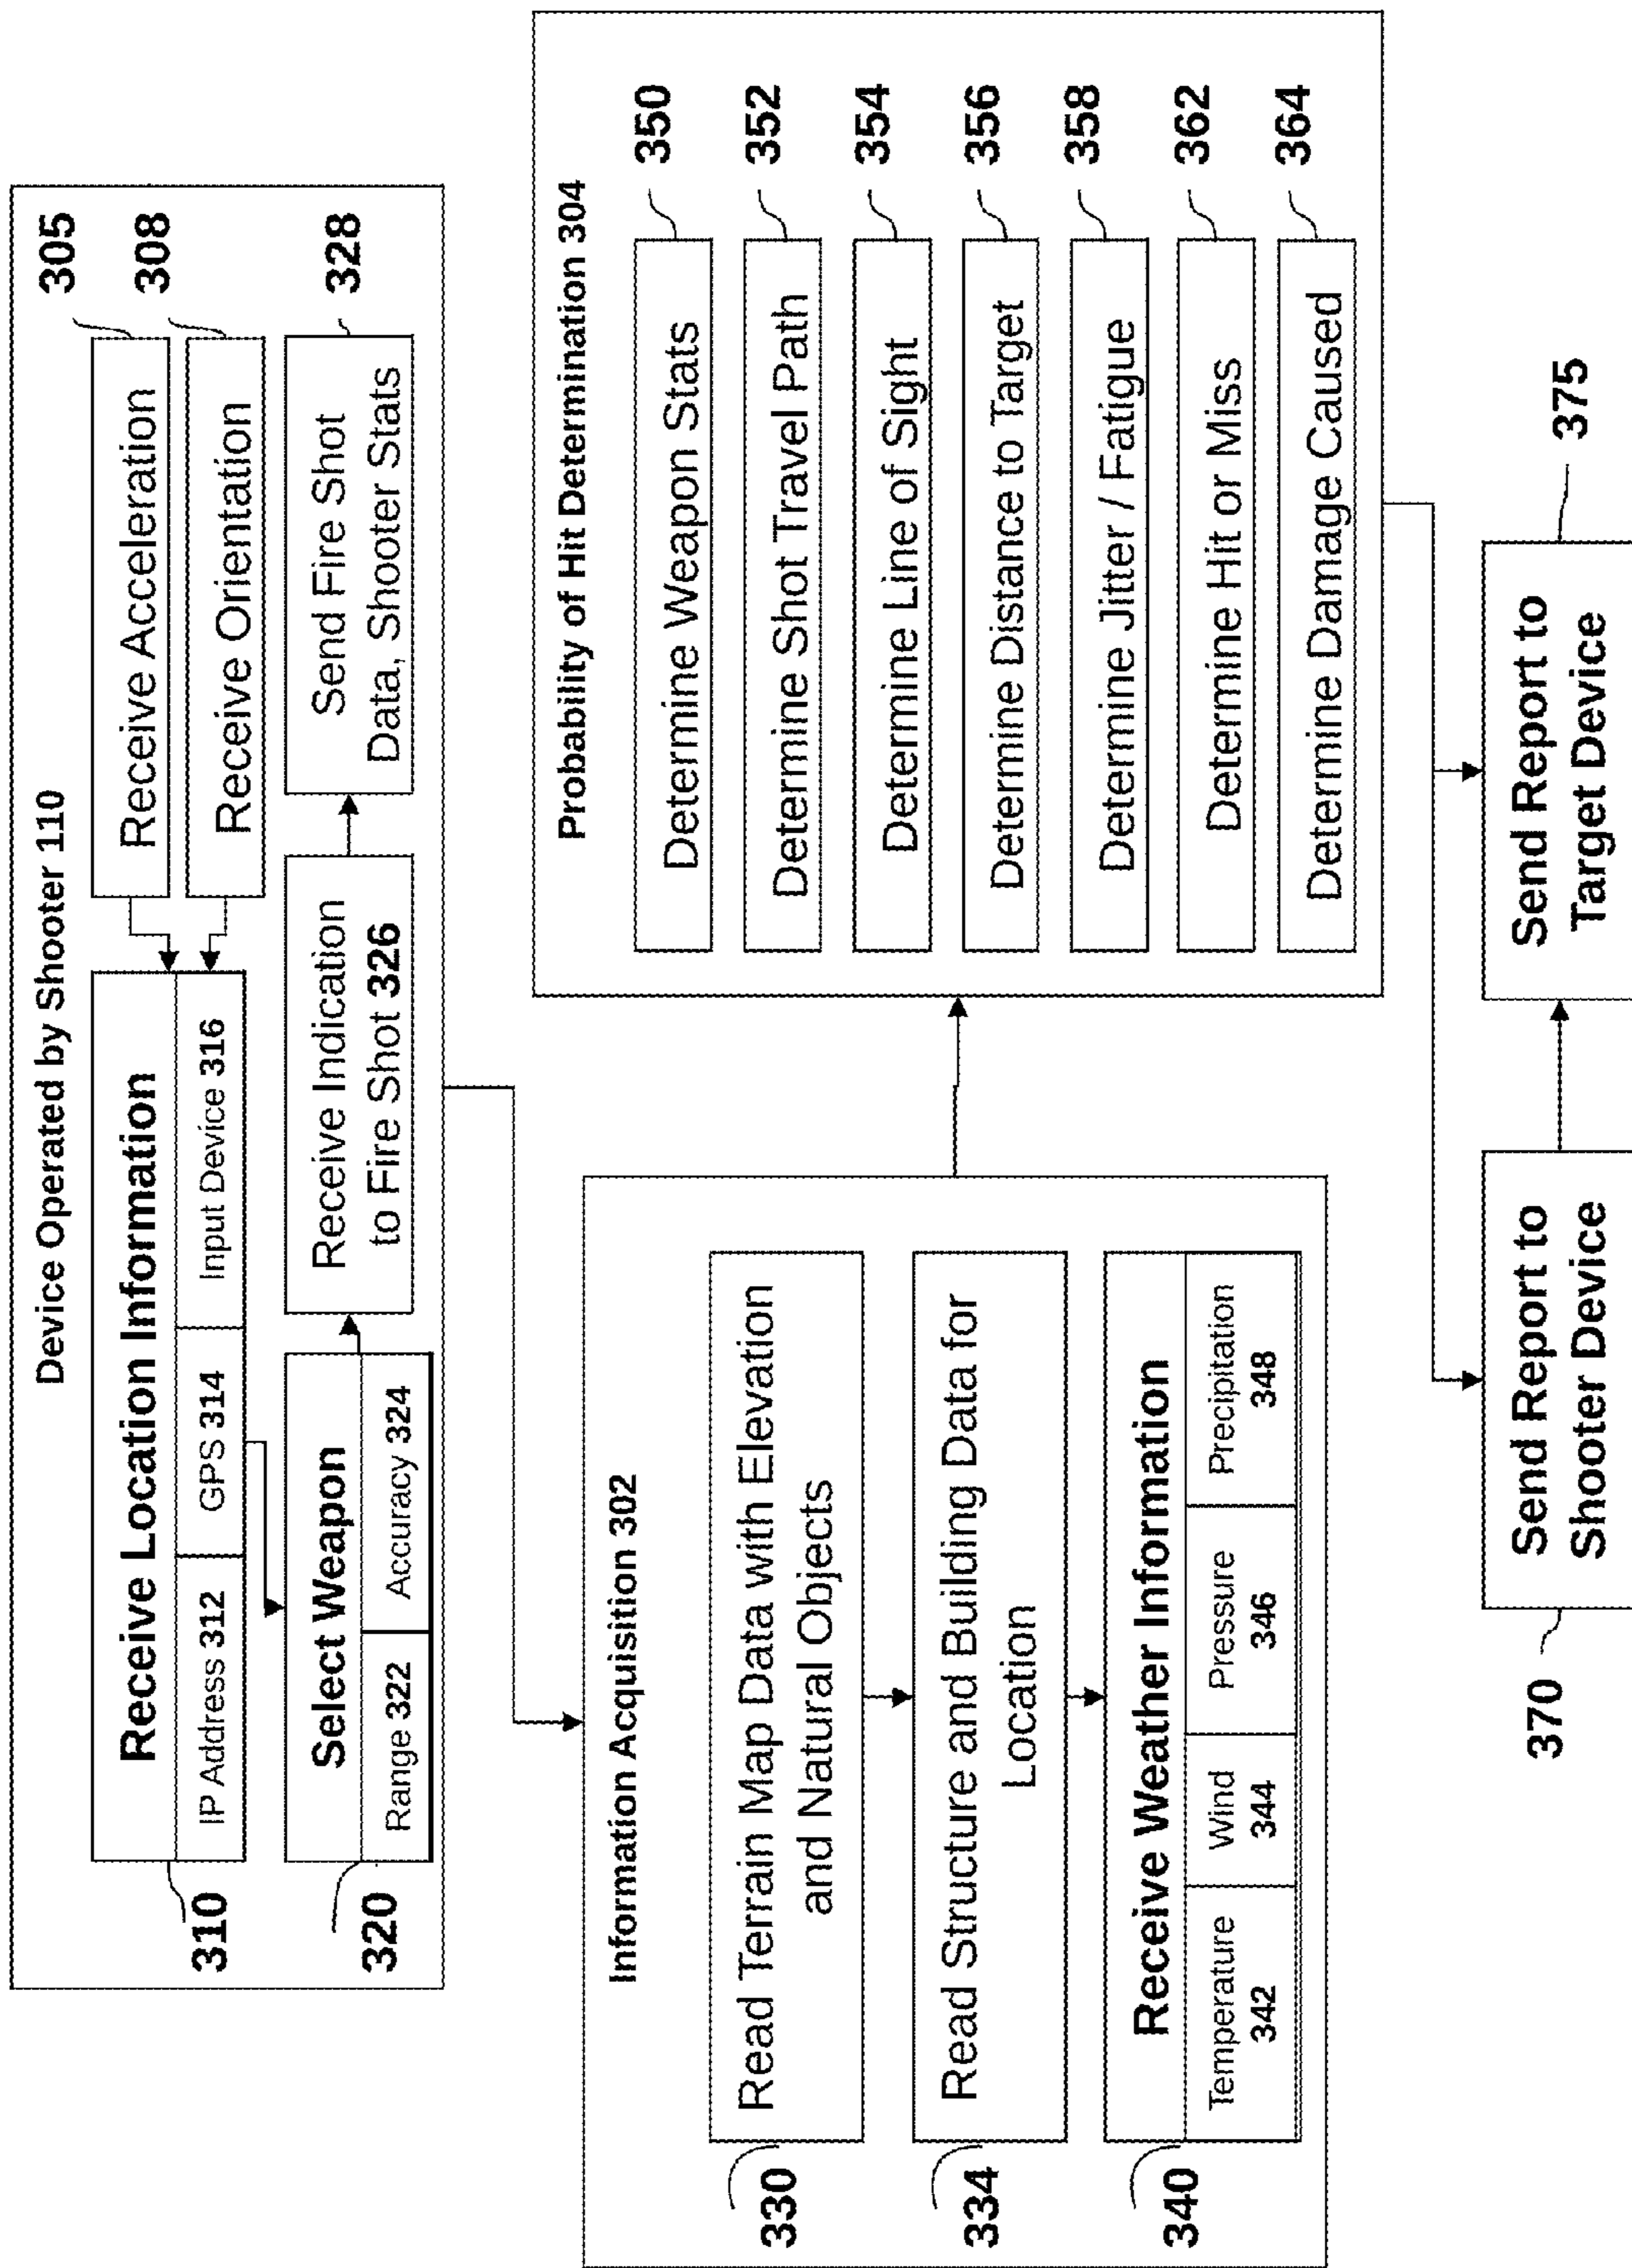 Device Operated by Shooter 110
Receive Location Information
IP Address 312
GPS 314
Input Device 316
310
Receive Acceleration
305
Receive Orientation
308
Select Weapon
Range 322
Accuracy 324
320
Receive Indication
to Fire Shot 326
Send Fire Shot
Data, Shooter Stats
328
Information Acquisition 302
Read Terrain Map Data with Elevation
and Natural Objects
330
Read Structure and Building Data for
Location
334
Receive Weather Information
Temperature
342
Wind
344
Pressure
346
Precipitation
348
340
Probability of Hit Determination 304
Determine Weapon Stats
350
Determine Shot Travel Path
352
Determine Line of Sight
354
Determine Distance to Target
356
Determine Jitter / Fatigue
358
Determine Hit or Miss
362
Determine Damage Caused
364
Send Report to
Shooter Device
370
Send Report to
Target Device
375